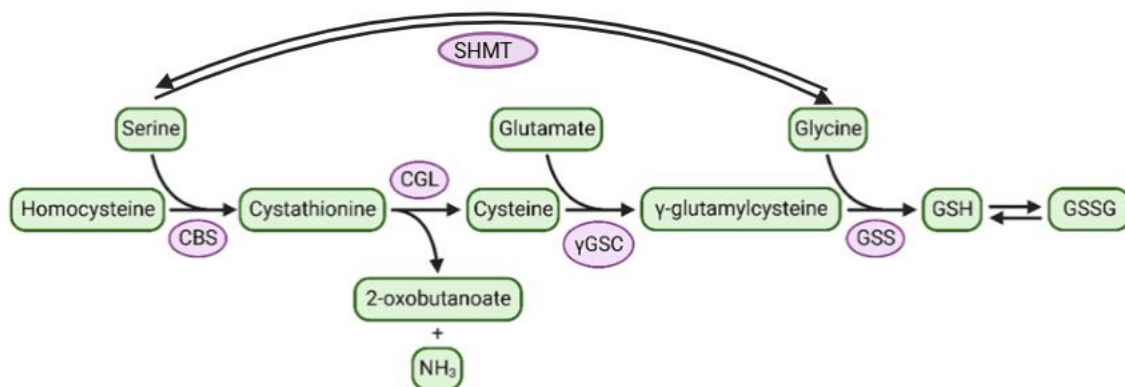 SHMT
Serine
Glutamate
Glycine
CGL
Homocysteine
Cystathionine
Cysteine
γ-glutamylcysteine
GSH
GSSG
CBS
γGSC
GSS
2-oxobutanoate
+
NH₃